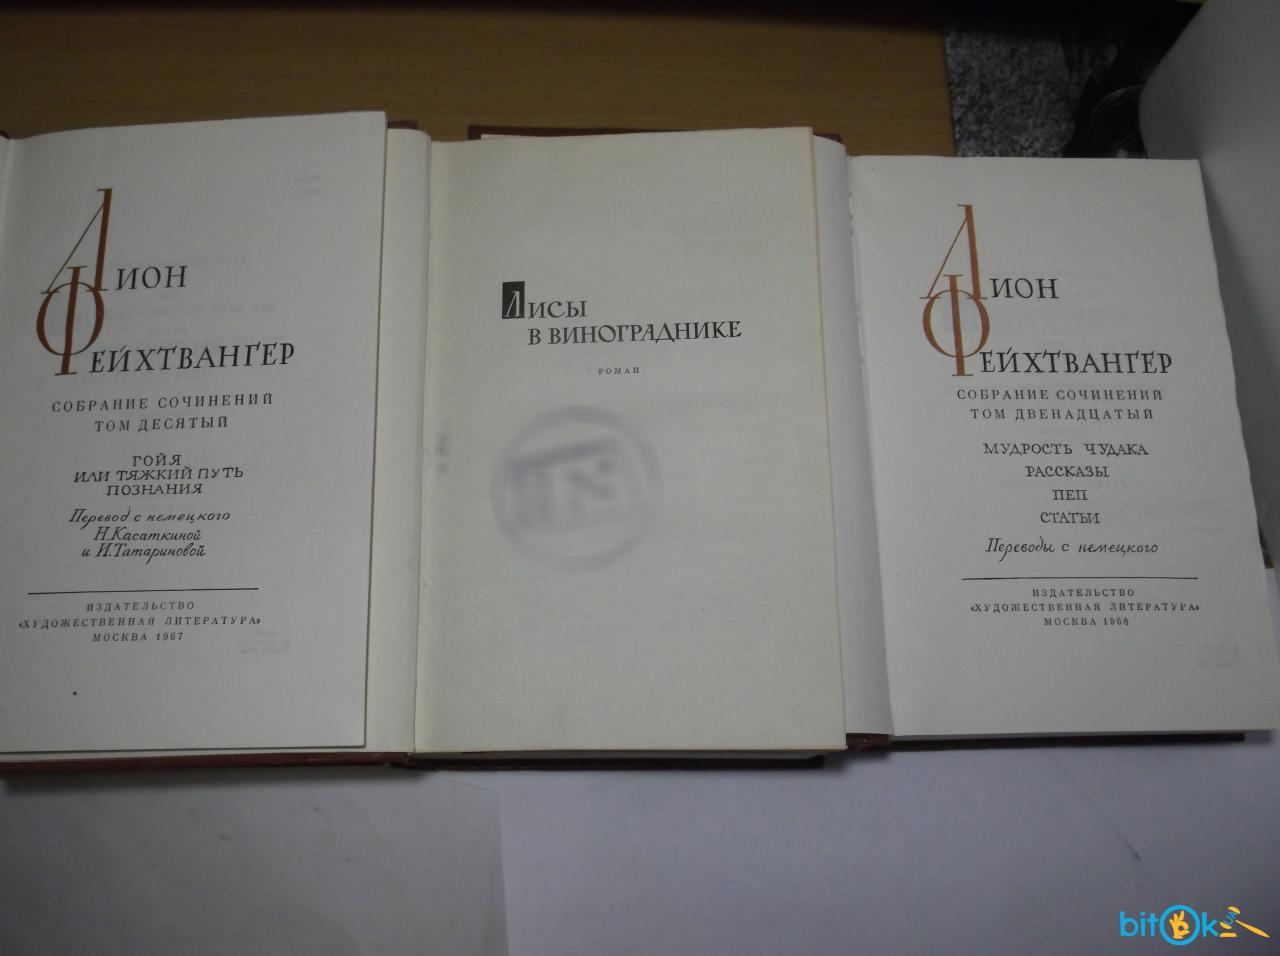 Лион
Фейхтвангер
СОБРАНИЕ СОЧИНЕНИЙ
ТОМ ДЕСЯТЫЙ
ГОЙЯ
ИЛИ ТЯЖКИЙ ПУТЬ
ПОЗНАНИЯ
Перевод с немецкого
Н. Касаткиной
и И. Татариновой
ИЗДАТЕЛЬСТВО
«ХУДОЖЕСТВЕННАЯ ЛИТЕРАТУРА»
МОСКВА 1967
Лисы
в винограднике
РОМАН
Лион
Фейхтвангер
СОБРАНИЕ СОЧИНЕНИЙ
ТОМ ДВЕНАДЦАТЫЙ
МУДРОСТЬ ЧУДАКА
РАССКАЗЫ
ПЕП
СТАТЬИ
Переводы с немецкого
ИЗДАТЕЛЬСТВО
«ХУДОЖЕСТВЕННАЯ ЛИТЕРАТУРА»
МОСКВА 1968
bitOk UA